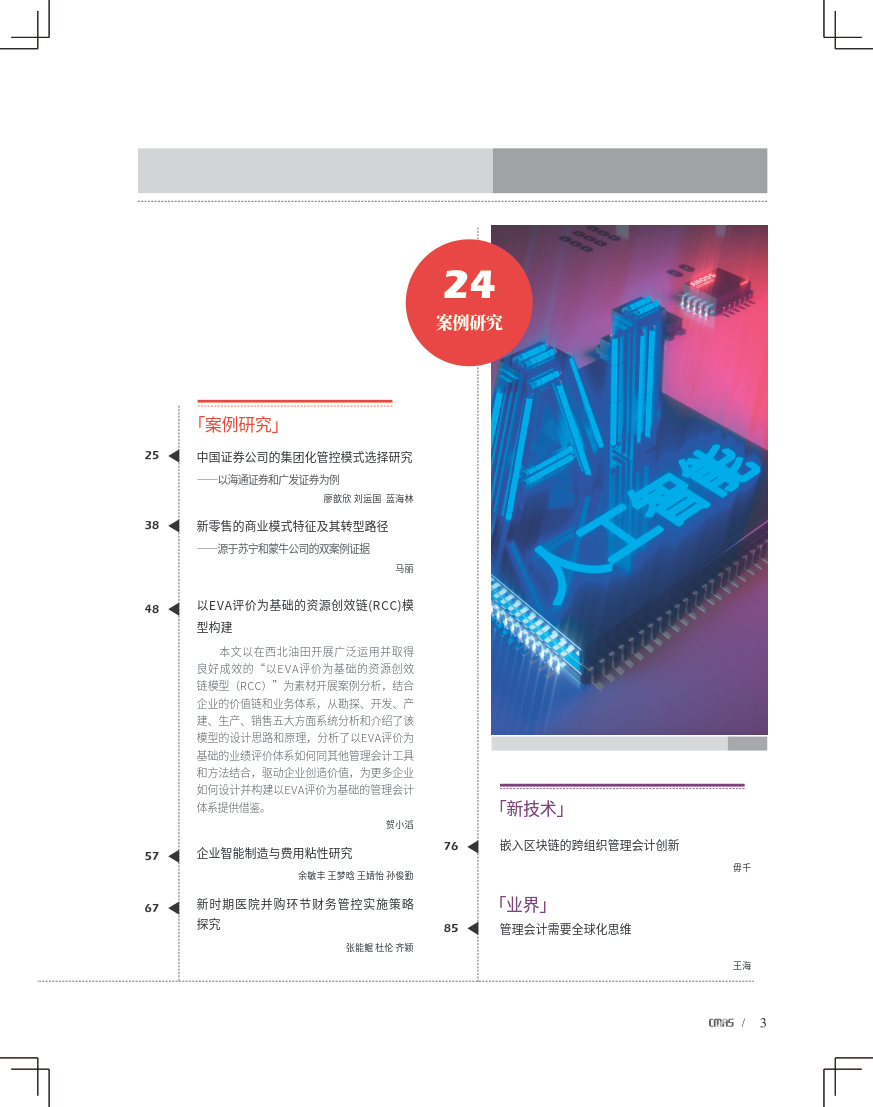 24
案例研究
「案例研究」
25
中国证券公司的集团化管控模式选择研究
——以海通证券和广发证券为例
廖歆欣 刘运国 蓝海林
38
新零售的商业模式特征及其转型路径
——源于苏宁和蒙牛公司的双案例证据
马丽
48
以EVA评价为基础的资源创效链(RCC)模
型构建
本文以在西北油田开展广泛运用并取得
良好成效的“以EVA评价为基础的资源创效
链模型（RCC）”为素材开展案例分析，结合
企业的价值链和业务体系，从勘探、开发、产
建、生产、销售五大方面系统分析和介绍了该
模型的设计思路和原理，分析了以EVA评价为
基础的业绩评价体系如何同其他管理会计工具
和方法结合，驱动企业创造价值，为更多企业
如何设计并构建以EVA评价为基础的管理会计
体系提供借鉴。
贺小滔
57
企业智能制造与费用粘性研究
余敏丰 王梦晗 王婧怡 孙俊勤
67
新时期医院并购环节财务管控实施策略
探究
张能鲲 杜伦 齐颖
AI
人工智能
「新技术」
76
嵌入区块链的跨组织管理会计创新
毋千
「业界」
85
管理会计需要全球化思维
王海
CMAS / 3